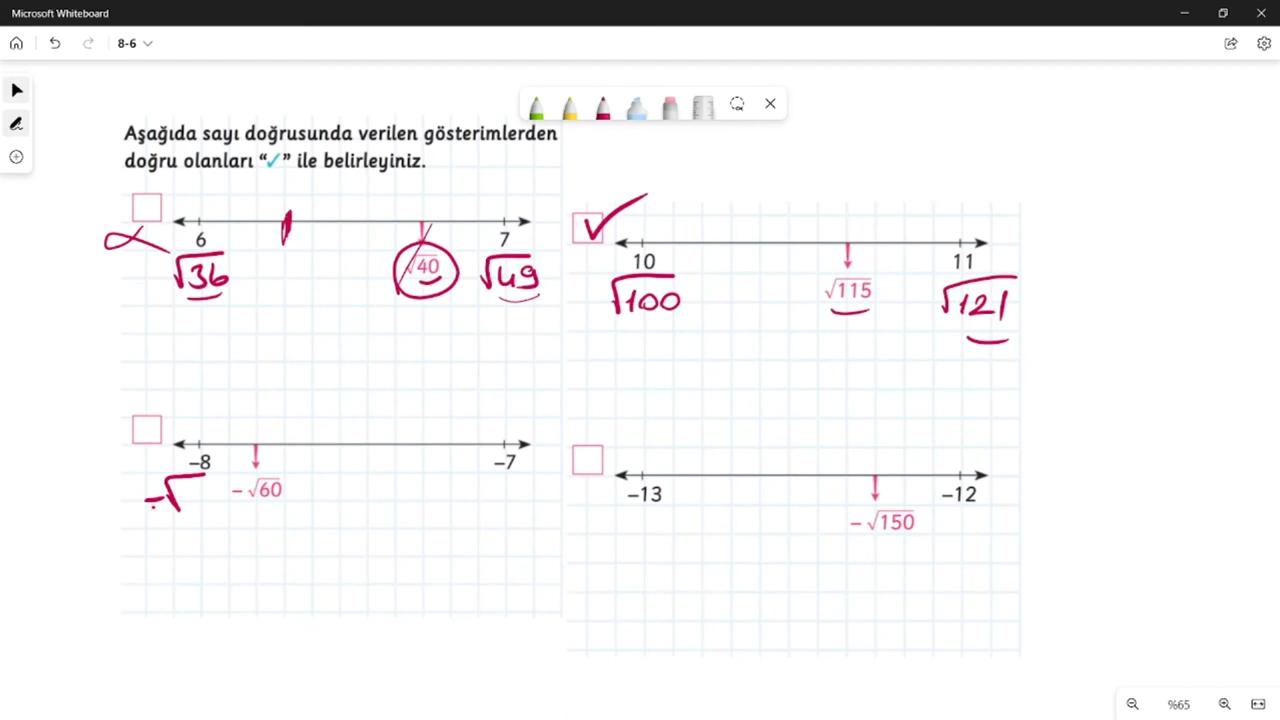 Microsoft Whiteboard
8-6
Aşağıda sayı doğrusunda verilen gösterimlerden
doğru olanları “✓” ile belirleyiniz.
6 √40 7
√36 √49
✓
10 √115 11
√100 √121
–8 –√60 –7
–√
–13 –√150 –12
%65